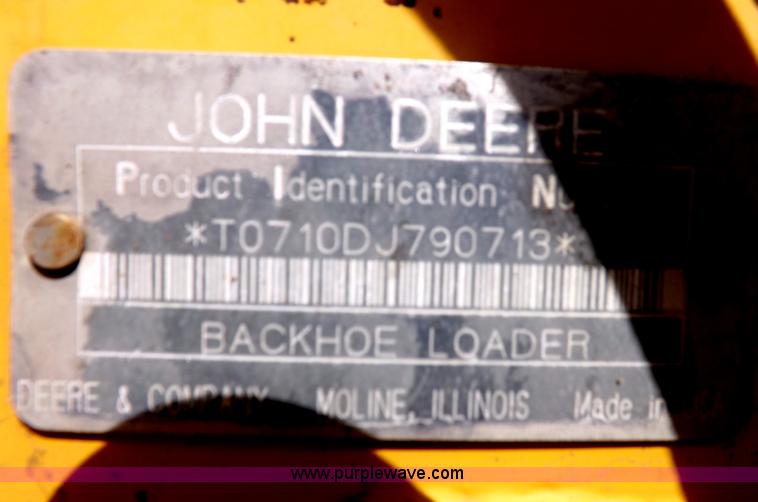 JOHN DEERE
Product Identification
*T0710DJ790713*
BACKHOE LOADER
DEERE & COMPANY MOLINE, ILLINOIS Made in
www.purplewave.com